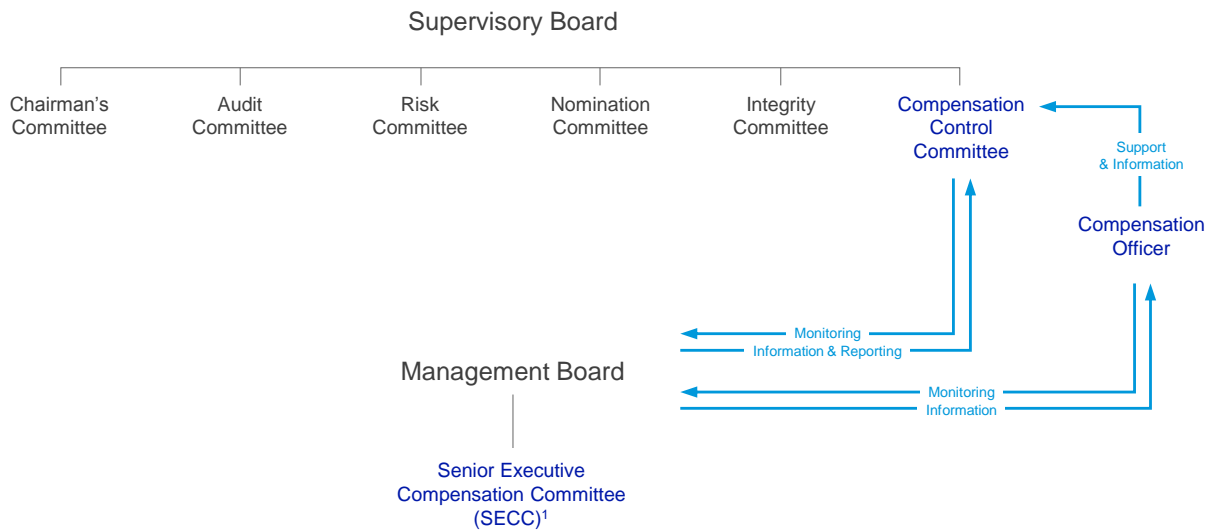 Supervisory Board
Chairman's
Committee
Audit
Committee
Risk
Committee
Nomination
Committee
Integrity
Committee
Compensation
Control
Committee
Support
& Information
Compensation
Officer
Monitoring
Information & Reporting
Management Board
Monitoring
Information
Senior Executive
Compensation Committee
(SECC)¹